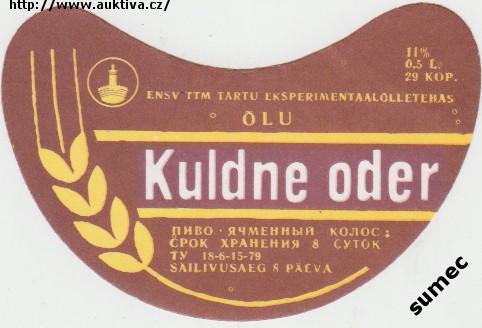 http://www.auktiva.cz/
11%
0,5 L.
29 KOP.
ENSV TTM TARTU EKSPERIMENTAALÕLLETEHAS
ÕLU
Kuldne oder
ПИВО · ЯЧМЕННЫЙ КОЛОС;
СРОК ХРАНЕНИЯ 8 СУТОК
ТУ 18-6-15-79
SÄILIVUSAEG 8 PÄEVA
sumec